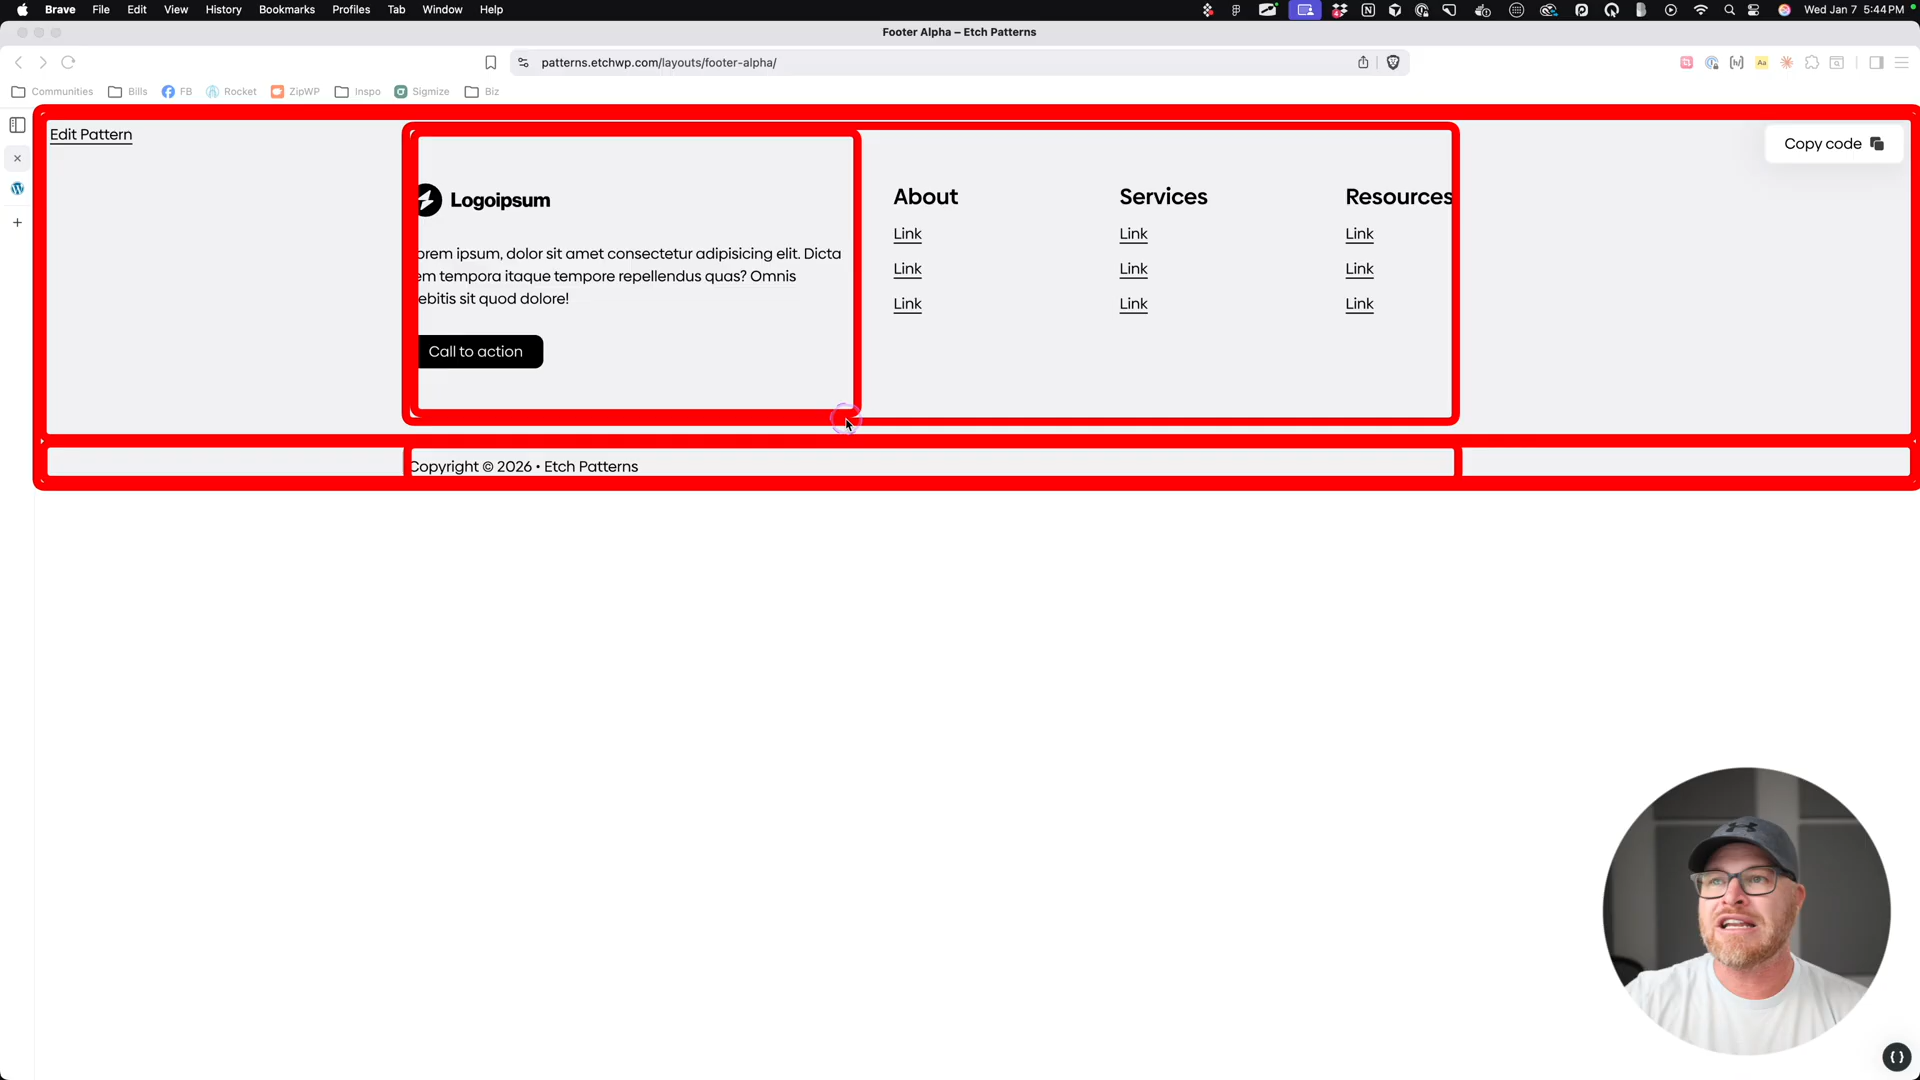 Brave File Edit View History Bookmarks Profiles Tab Window Help
Wed Jan 7 5:44 PM
Footer Alpha – Etch Patterns
patterns.etchwp.com/layouts/footer-alpha/
Communities Bills FB Rocket ZipWP Inspo Sigmize Biz
Edit Pattern
Copy code
Logoipsum
orem ipsum, dolor sit amet consectetur adipisicing elit. Dicta
em tempora itaque tempore repellendus quas? Omnis
ebitis sit quod dolore!
Call to action
About
Link
Link
Link
Services
Link
Link
Link
Resources
Link
Link
Link
Copyright © 2026 • Etch Patterns